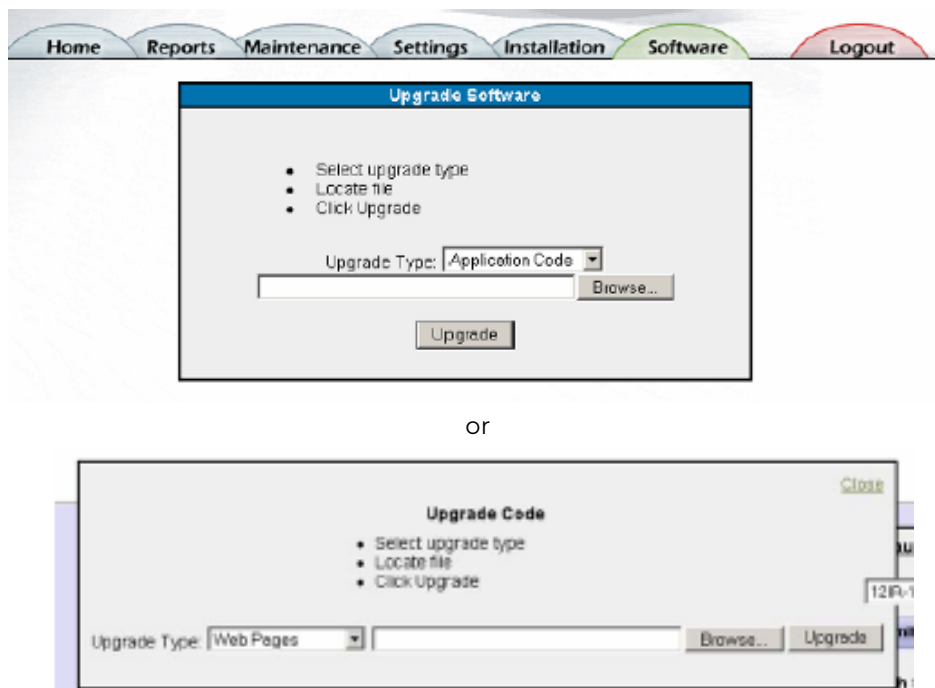 Home Reports Maintenance Settings Installation Software Logout
Upgrade Software
• Select upgrade type
• Locate file
• Click Upgrade
Upgrade Type: Application Code
Browse...
Upgrade
or
Close
Upgrade Code
• Select upgrade type
• Locate file
• Click Upgrade
Upgrade Type: Web Pages Browse... Upgrade